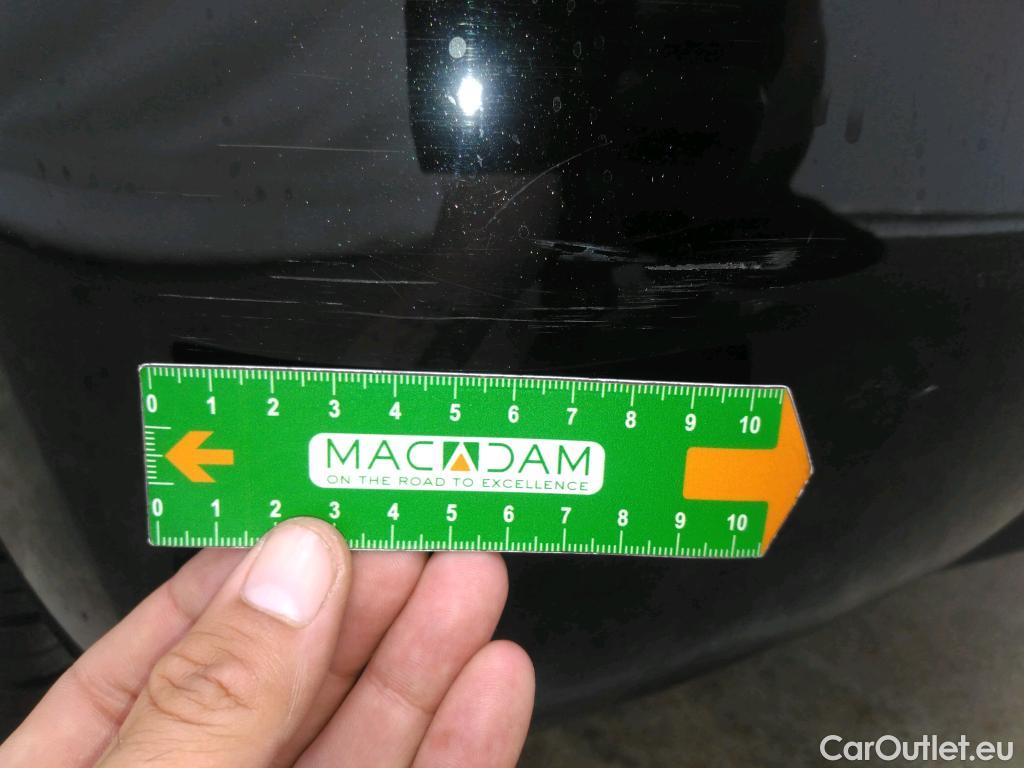 0 1 2 3 4 5 6 7 8 9 10
MACADAM
ON THE ROAD TO EXCELLENCE
0 1 2 3 4 5 6 7 8 9 10
CarOutlet.eu